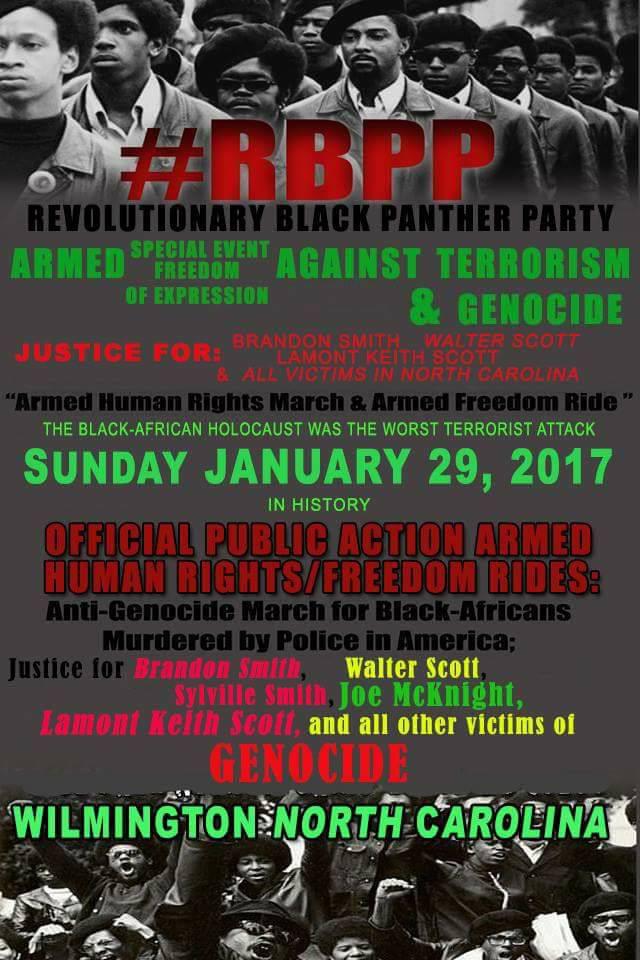 #RBPP
REVOLUTIONARY BLACK PANTHER PARTY
ARMED SPECIAL EVENT FREEDOM OF EXPRESSION AGAINST TERRORISM
& GENOCIDE
JUSTICE FOR: BRANDON SMITH WALTER SCOTT
LAMONT KEITH SCOTT
& ALL VICTIMS IN NORTH CAROLINA
“Armed Human Rights March & Armed Freedom Ride ”
THE BLACK-AFRICAN HOLOCAUST WAS THE WORST TERRORIST ATTACK
SUNDAY JANUARY 29, 2017
IN HISTORY
OFFICIAL PUBLIC ACTION ARMED
HUMAN RIGHTS/FREEDOM RIDES:
Anti-Genocide March for Black-Africans
Murdered by Police in America;
Justice for Brandon Smith, Walter Scott,
Sylville Smith, Joe McKnight,
Lamont Keith Scott, and all other victims of
GENOCIDE
WILMINGTON NORTH CAROLINA